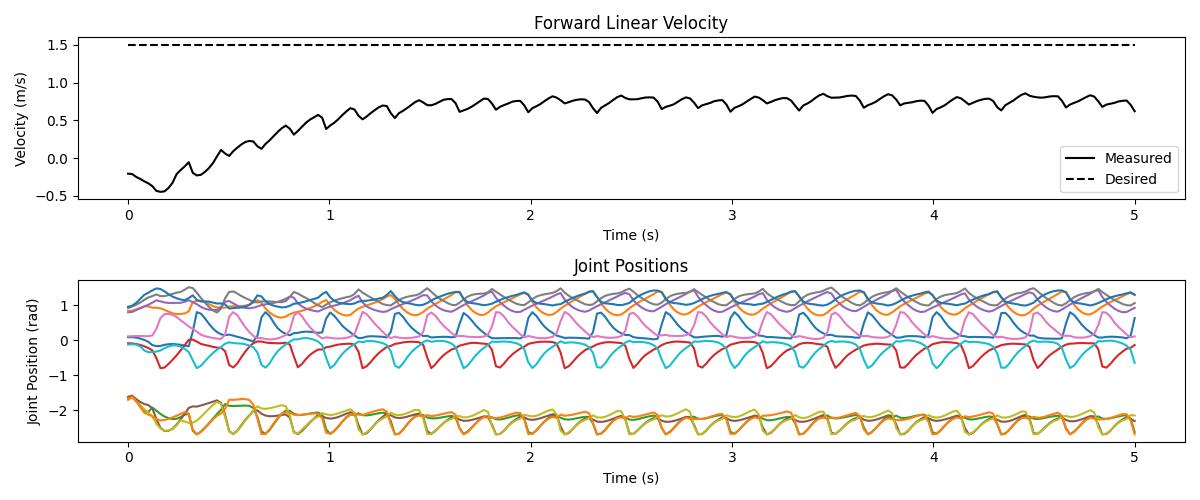 Forward Linear Velocity
1.5
1.0
0.5
0.0
−0.5
Velocity (m/s)
Measured
Desired
0 1 2 3 4 5
Time (s)
Joint Positions
1
0
−1
−2
Joint Position (rad)
0 1 2 3 4 5
Time (s)